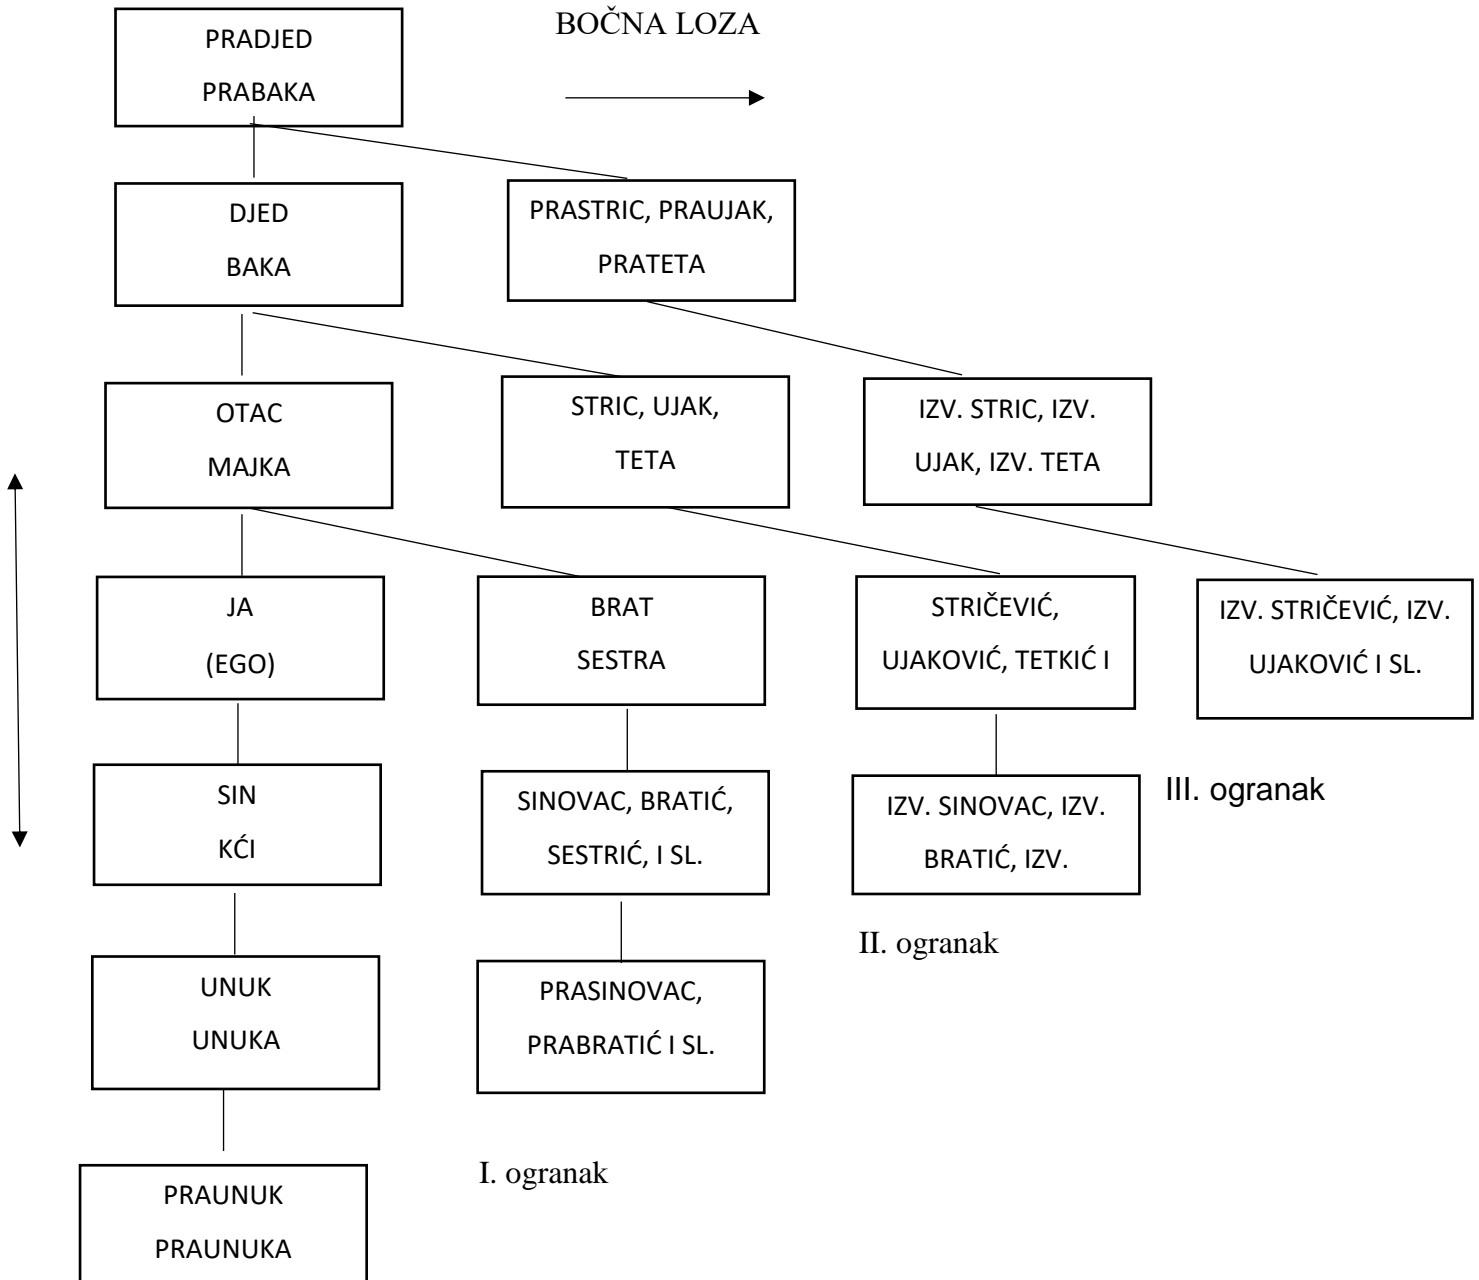 BOČNA LOZA
PRADJED
PRABAKA
DJED
BAKA
PRASTRIC, PRAUJAK,
PRATETA
OTAC
MAJKA
STRIC, UJAK,
TETA
IZV. STRIC, IZV.
UJAK, IZV. TETA
JA
(EGO)
BRAT
SESTRA
STRIČEVIĆ,
UJAKOVIĆ, TETKIĆ I
IZV. STRIČEVIĆ, IZV.
UJAKOVIĆ I SL.
SIN
KĆI
SINOVAC, BRATIĆ,
SESTRIĆ, I SL.
IZV. SINOVAC, IZV.
BRATIĆ, IZV.
III. ogranak
UNUK
UNUKA
PRASINOVAC,
PRABRATIĆ I SL.
II. ogranak
PRAUNUK
PRAUNUKA
I. ogranak